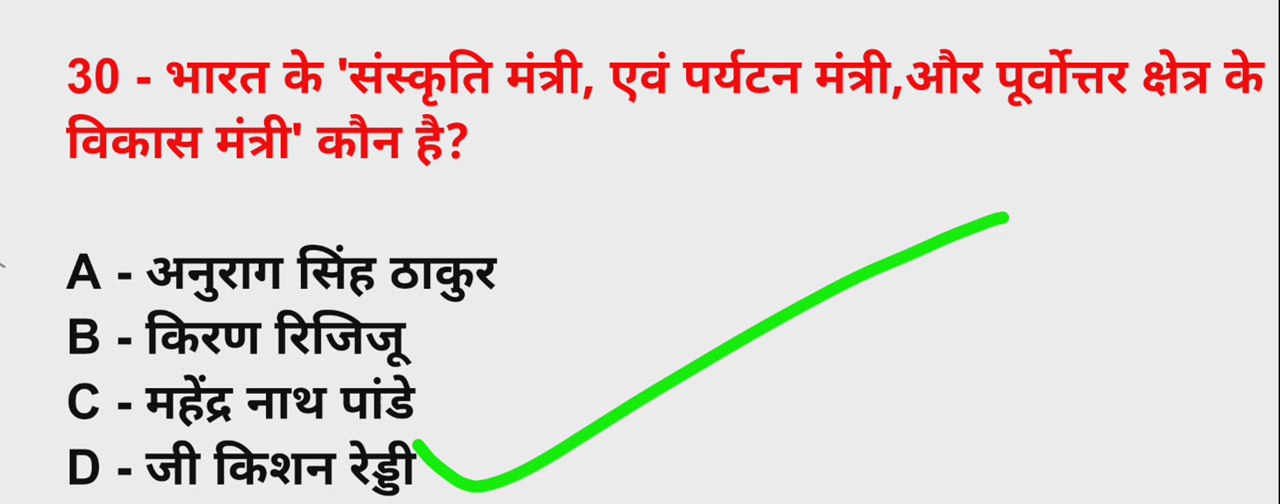 30 - भारत के 'संस्कृति मंत्री, एवं पर्यटन मंत्री,और पूर्वोत्तर क्षेत्र के
विकास मंत्री' कौन है?
A - अनुराग सिंह ठाकुर
B - किरण रिजिजू
C - महेंद्र नाथ पांडे
D - जी किशन रेड्डी